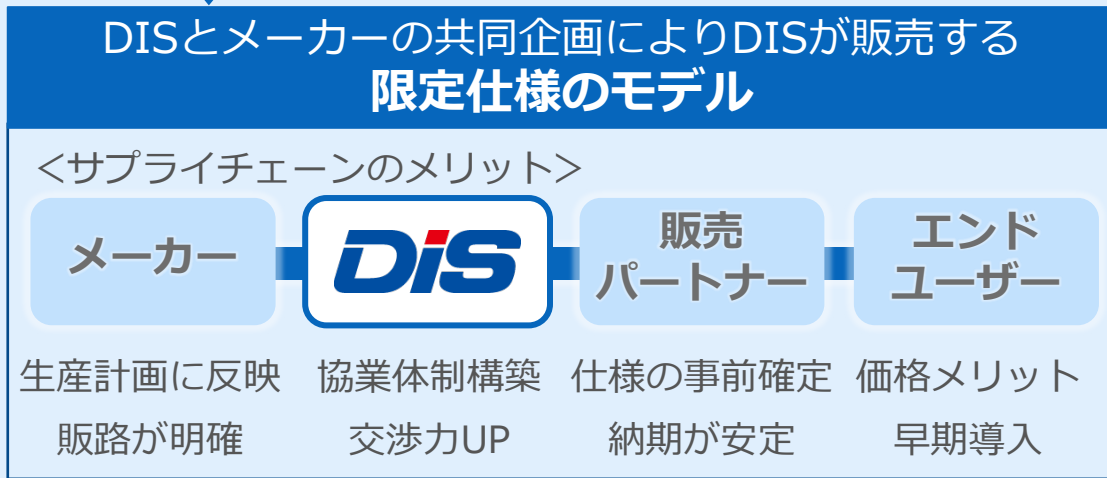 DISとメーカーの共同企画によりDISが販売する
限定仕様のモデル
＜サプライチェーンのメリット＞
メーカー
DiS
販売
パートナー
エンド
ユーザー
生産計画に反映 協業体制構築 仕様の事前確定 価格メリット
販路が明確 交渉力UP 納期が安定 早期導入